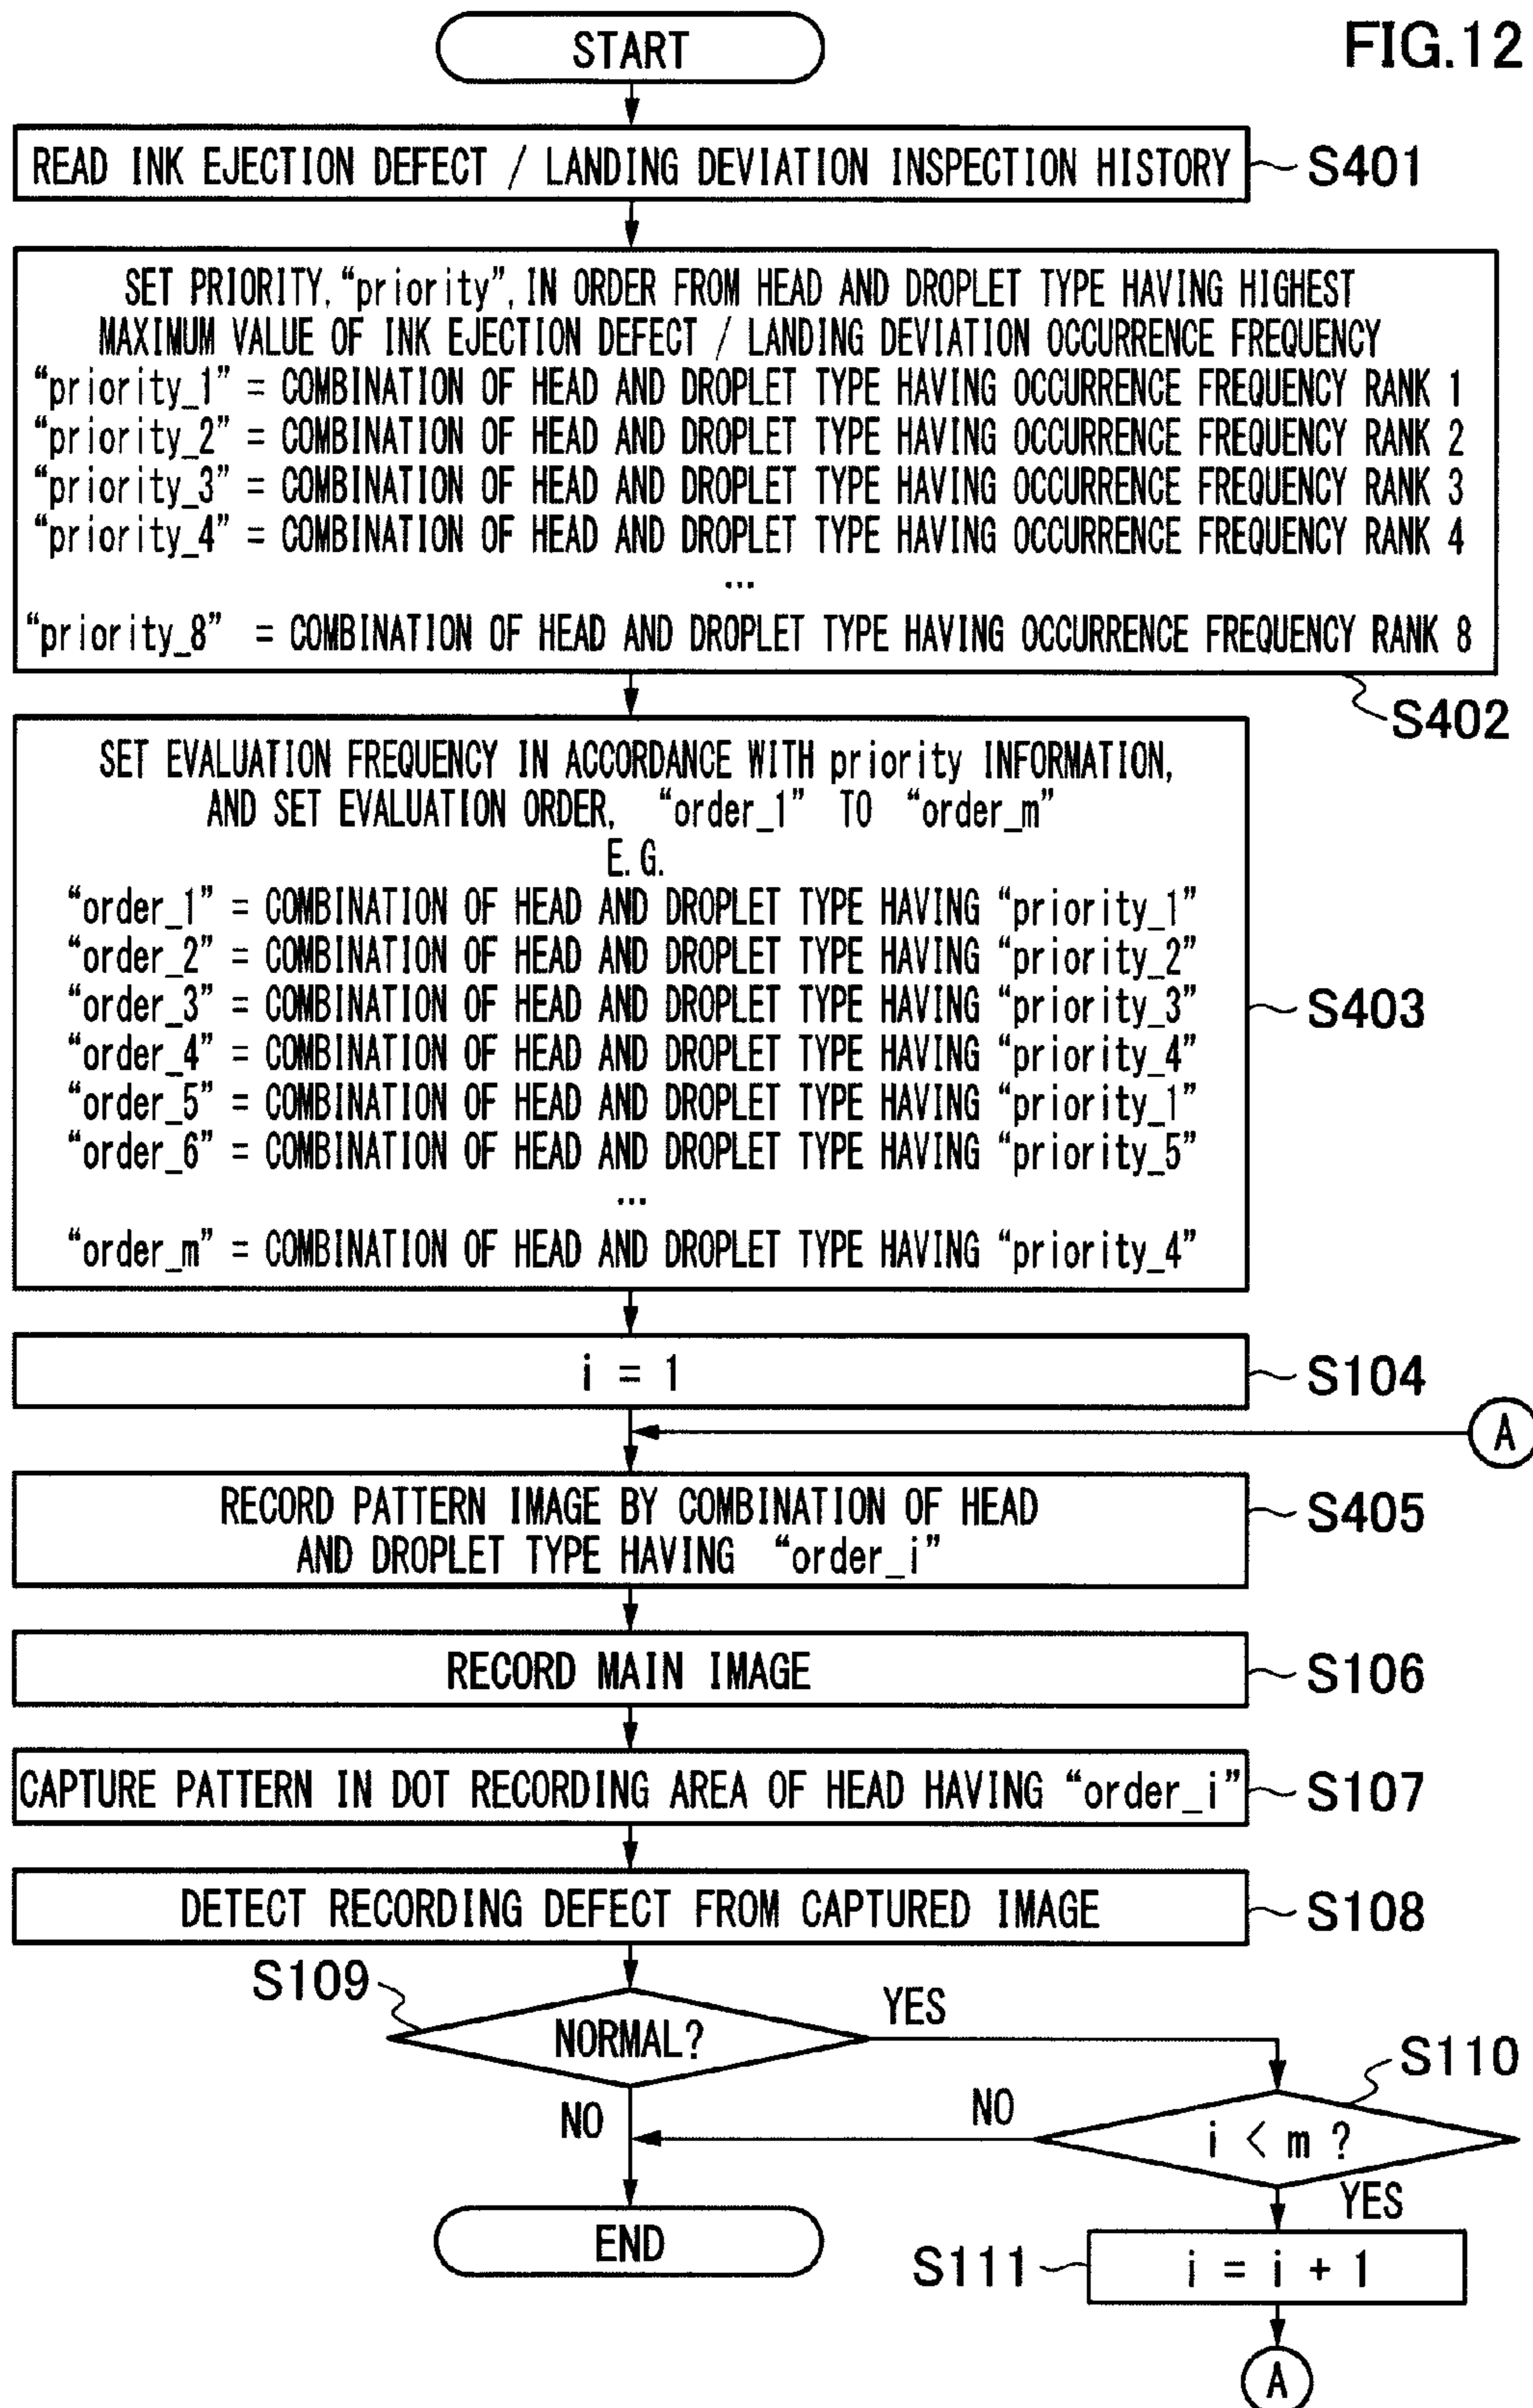 FIG.12
START
READ INK EJECTION DEFECT / LANDING DEVIATION INSPECTION HISTORY
S401
SET PRIORITY, “priority”, IN ORDER FROM HEAD AND DROPLET TYPE HAVING HIGHEST
MAXIMUM VALUE OF INK EJECTION DEFECT / LANDING DEVIATION OCCURRENCE FREQUENCY
“priority_1” = COMBINATION OF HEAD AND DROPLET TYPE HAVING OCCURRENCE FREQUENCY RANK 1
“priority_2” = COMBINATION OF HEAD AND DROPLET TYPE HAVING OCCURRENCE FREQUENCY RANK 2
“priority_3” = COMBINATION OF HEAD AND DROPLET TYPE HAVING OCCURRENCE FREQUENCY RANK 3
“priority_4” = COMBINATION OF HEAD AND DROPLET TYPE HAVING OCCURRENCE FREQUENCY RANK 4
...
“priority_8” = COMBINATION OF HEAD AND DROPLET TYPE HAVING OCCURRENCE FREQUENCY RANK 8
S402
SET EVALUATION FREQUENCY IN ACCORDANCE WITH priority INFORMATION,
AND SET EVALUATION ORDER, “order_1” TO “order_m”
E.G.
“order_1” = COMBINATION OF HEAD AND DROPLET TYPE HAVING “priority_1”
“order_2” = COMBINATION OF HEAD AND DROPLET TYPE HAVING “priority_2”
“order_3” = COMBINATION OF HEAD AND DROPLET TYPE HAVING “priority_3”
“order_4” = COMBINATION OF HEAD AND DROPLET TYPE HAVING “priority_4”
“order_5” = COMBINATION OF HEAD AND DROPLET TYPE HAVING “priority_1”
“order_6” = COMBINATION OF HEAD AND DROPLET TYPE HAVING “priority_5”
...
“order_m” = COMBINATION OF HEAD AND DROPLET TYPE HAVING “priority_4”
S403
i = 1
S104
A
RECORD PATTERN IMAGE BY COMBINATION OF HEAD
AND DROPLET TYPE HAVING “order_i”
S405
RECORD MAIN IMAGE
S106
CAPTURE PATTERN IN DOT RECORDING AREA OF HEAD HAVING “order_i”
S107
DETECT RECORDING DEFECT FROM CAPTURED IMAGE
S108
S109
NORMAL?
YES
NO
S110
i < m ?
NO
YES
END
S111
i = i + 1
A